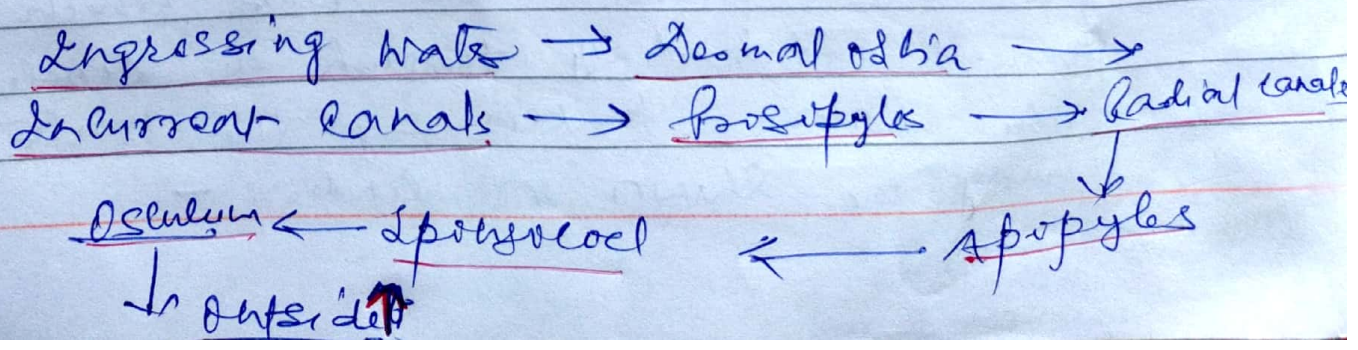 Ingressing Water → Dermal ostia →
Incurrent Canals → Prosopyles → Radial canals
↓
Osculum ← Spongocoel ← Apopyles
↓ outside